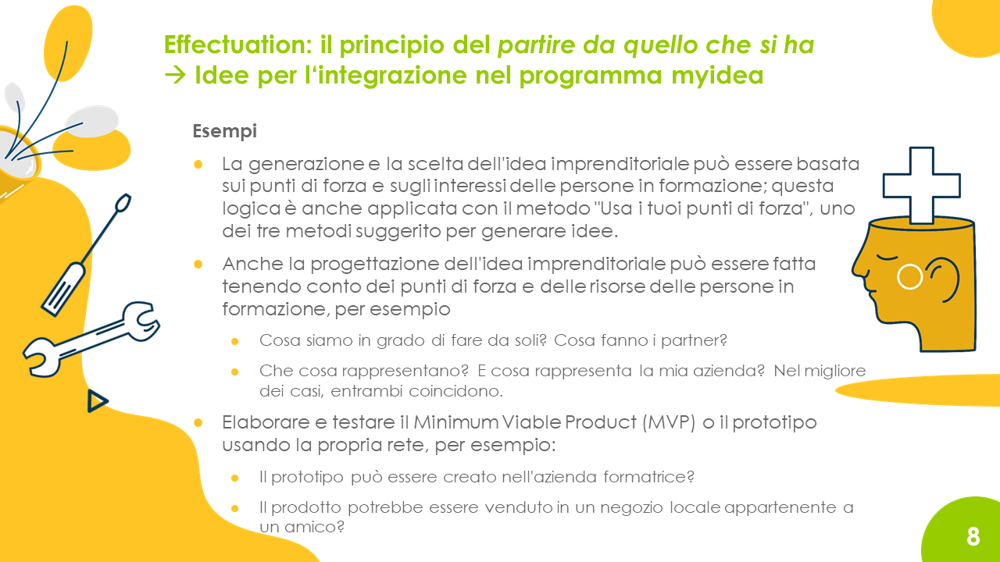 Effectuation: il principio del partire da quello che si ha
→ Idee per l‘integrazione nel programma myidea
Esempi
● La generazione e la scelta dell'idea imprenditoriale può essere basata
sui punti di forza e sugli interessi delle persone in formazione; questa
logica è anche applicata con il metodo "Usa i tuoi punti di forza", uno
dei tre metodi suggerito per generare idee.
● Anche la progettazione dell'idea imprenditoriale può essere fatta
tenendo conto dei punti di forza e delle risorse delle persone in
formazione, per esempio
● Cosa siamo in grado di fare da soli? Cosa fanno i partner?
● Che cosa rappresentano? E cosa rappresenta la mia azienda? Nel migliore
dei casi, entrambi coincidono.
● Elaborare e testare il Minimum Viable Product (MVP) o il prototipo
usando la propria rete, per esempio:
● Il prototipo può essere creato nell'azienda formatrice?
● Il prodotto potrebbe essere venduto in un negozio locale appartenente a
un amico?
8